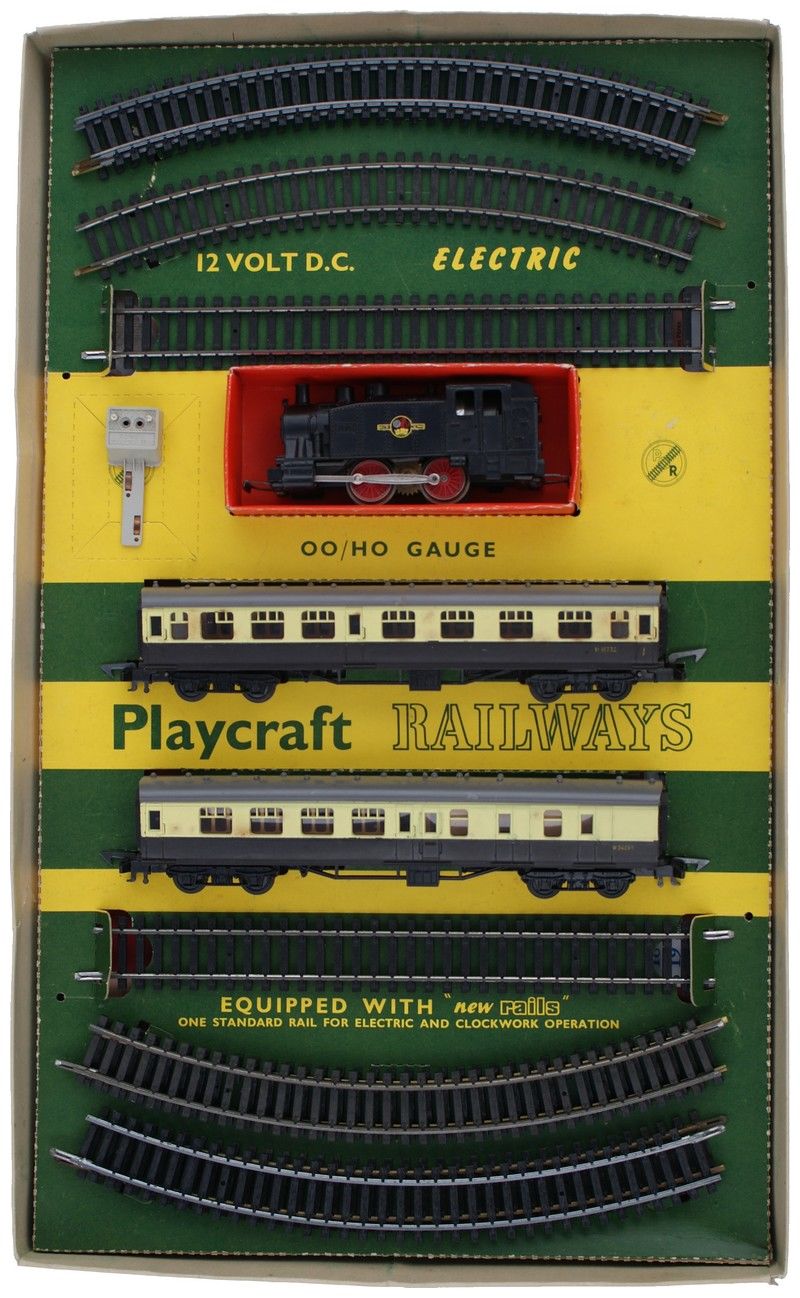 12 VOLT D.C. ELECTRIC
P
R
OO/HO GAUGE
Playcraft RAILWAYS
EQUIPPED WITH "new rails"
ONE STANDARD RAIL FOR ELECTRIC AND CLOCKWORK OPERATION